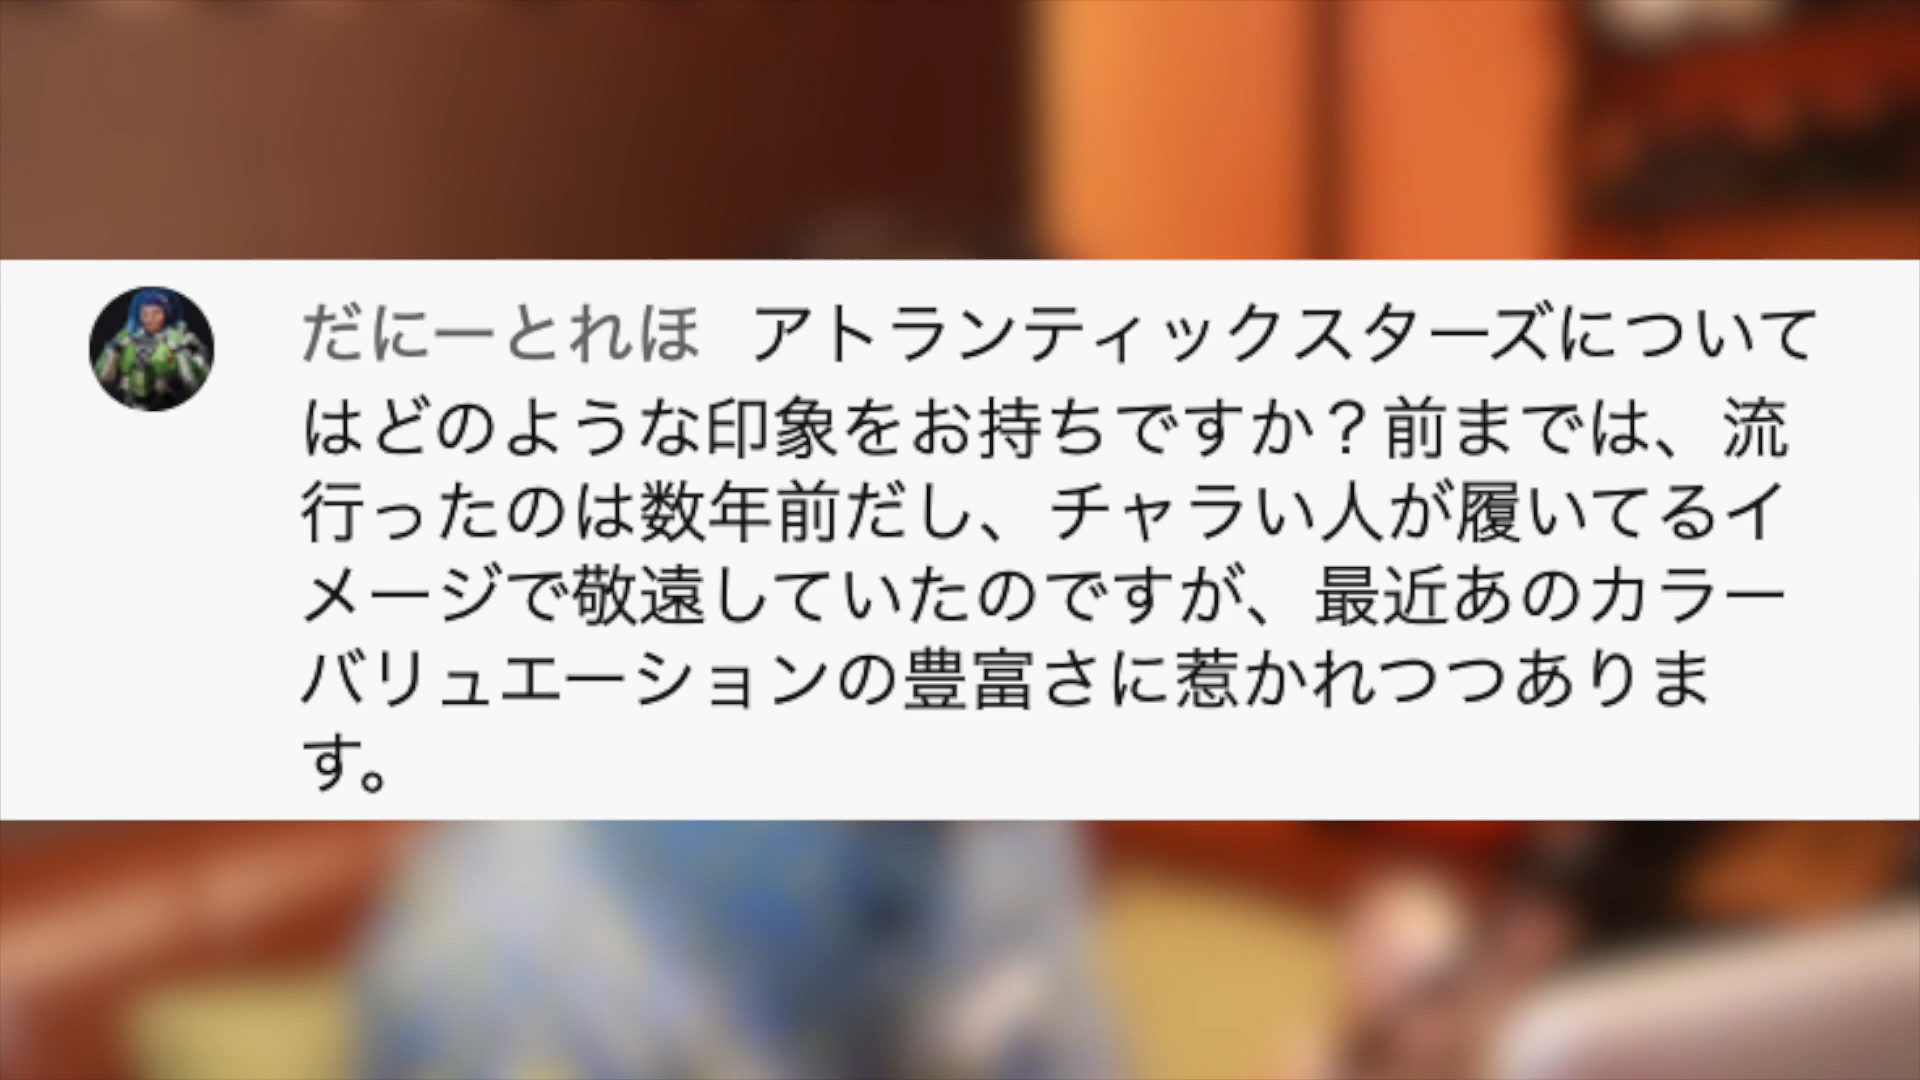 だにーとれほ アトランティックスターズについて
はどのような印象をお持ちですか？前までは、流
行ったのは数年前だし、チャラい人が履いてるイ
メージで敬遠していたのですが、最近あのカラー
バリュエーションの豊富さに惹かれつつありま
す。